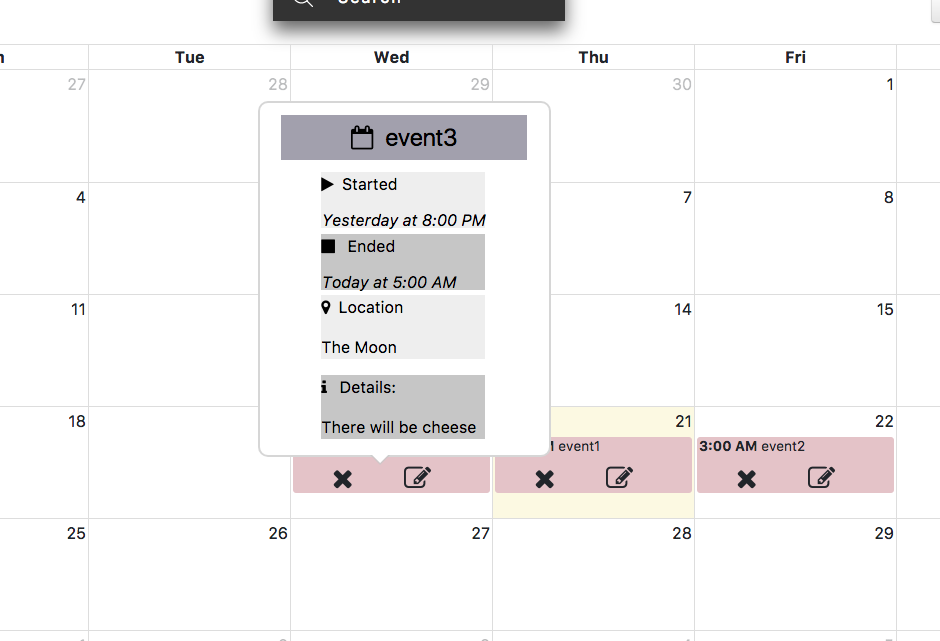 Search
Tue Wed Thu Fri
27 28 29 30 1
event3
Started
Yesterday at 8:00 PM
Ended
Today at 5:00 AM
Location
The Moon
Details:
There will be cheese
4 7 8
11 14 15
18 21 22
event1
3:00 AM event2
25 26 27 28 29